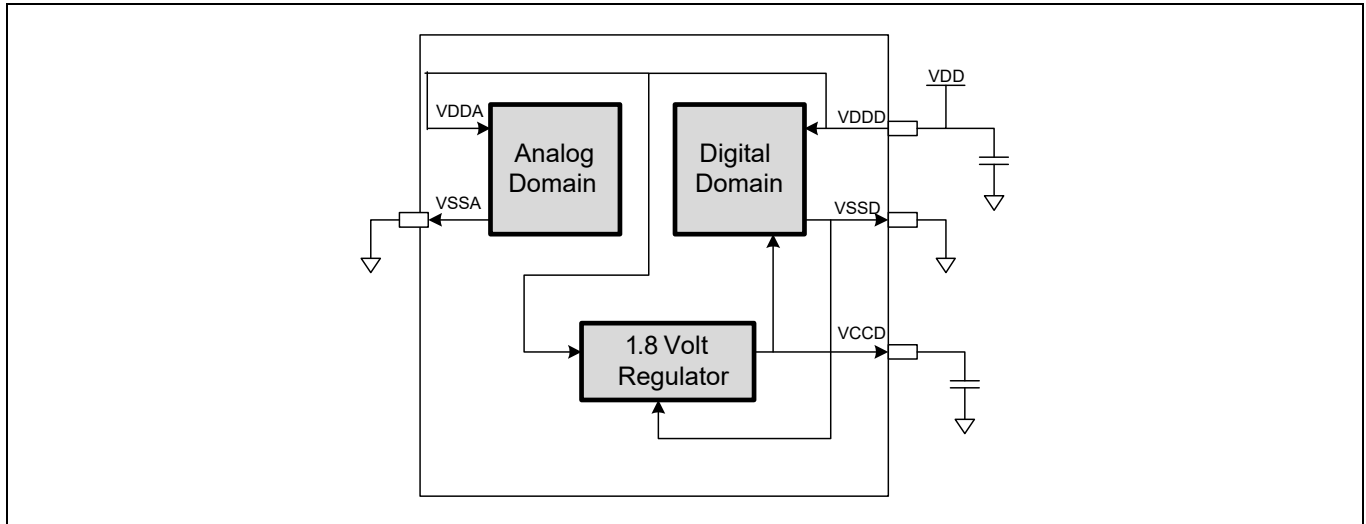 VDD
VDDA
VDDD
Analog
Domain
Digital
Domain
VSSA
VSSD
1.8 Volt
Regulator
VCCD